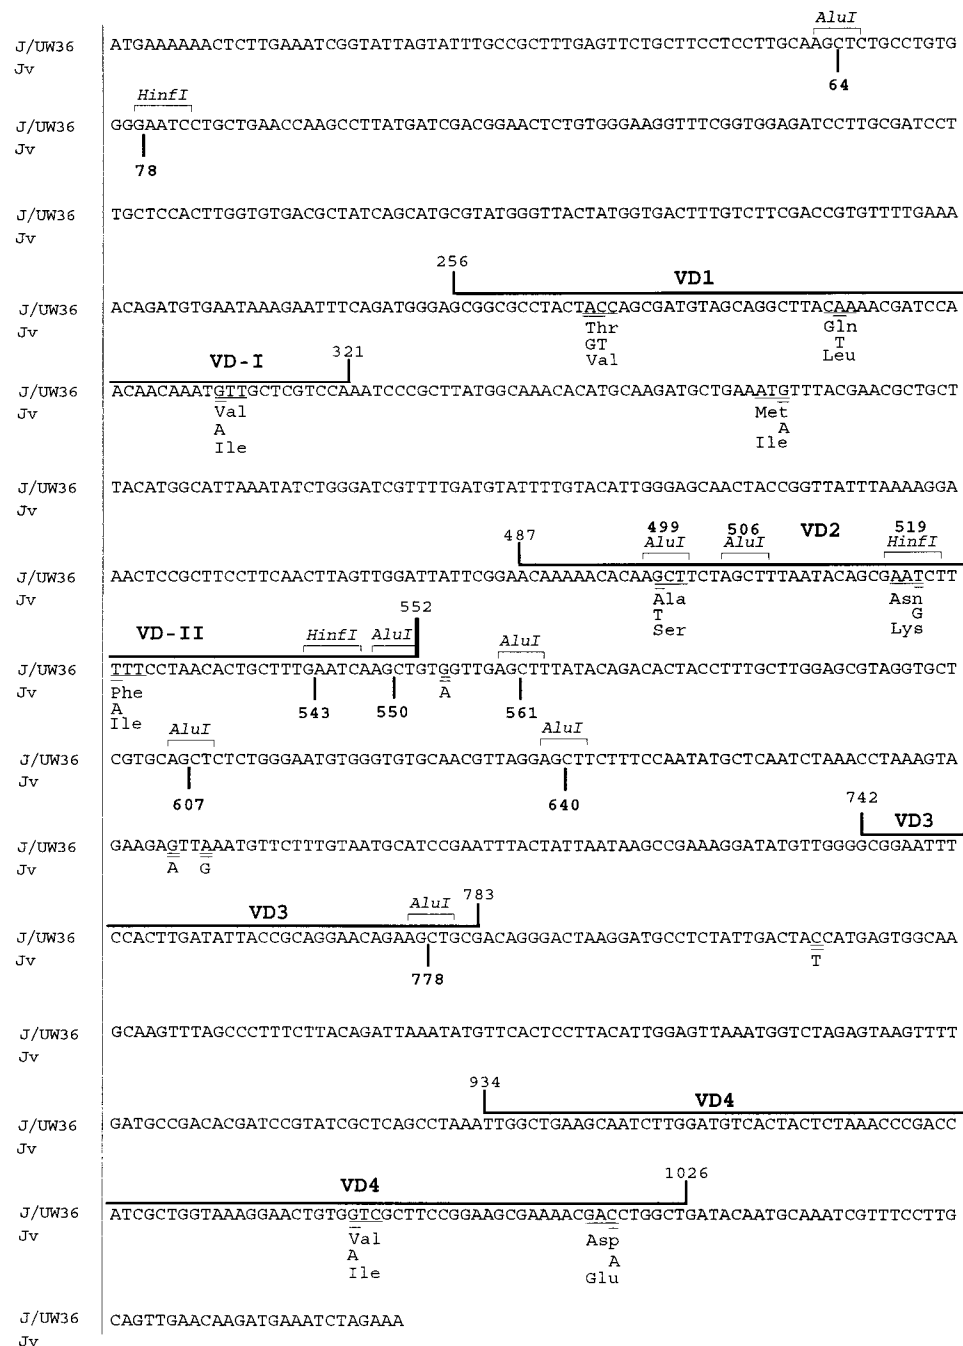 AluI
J/UW36 ATGAAAAAACTCTTGAAATCGGTATTAGTATTTGCCGCTTTGAGTTCTGCTTCCTCCTTGCAAGCTCTGCCTGTG
Jv
64
HinfI
J/UW36 GGGAATCCTGCTGAACCAAGCCTTATGATCGACGGAACTCTGTGGGAAGGTTTCGGTGGAGATCCTTGCGATCCT
Jv
78
J/UW36 TGCTCCACTTGGTGTGACGCTATCAGCATGCGTATGGGTTACTATGGTGACTTTGTCTTCGACCGTGTTTTGAAA
Jv
256 VD1
J/UW36 ACAGATGTGAATAAAGAATTTCAGATGGGAGCGGCGCCTACTACCAGCGATGTAGCAGGCTTACAAAACGATCCA
Jv Thr Gln
GT T
Val Leu
VD-I 321
J/UW36 ACAACAAATGTTGCTCGTCCAAATCCCGCTTATGGCAAACACATGCAAGATGCTGAAATGTTTACGAACGCTGCT
Jv Val Met
A A
Ile Ile
J/UW36 TACATGGCATTAAATATCTGGGATCGTTTTGATGTATTTTGTACATTGGGAGCAACTACCGGTTATTTAAAAGGA
Jv
487 499 506 VD2 519
AluI AluI HinfI
J/UW36 AACTCCGCTTCCTTCAACTTAGTTGGATTATTCGGAACAAAAACACAAGCTTCTAGCTTTAATACAGCGAATCTT
Jv Ala Asn
T G
Ser Lys
VD-II 552
HinfI AluI AluI
J/UW36 TTTCCTAACACTGCTTTGAATCAAGCTGTGGTTGAGCTTTATACAGACACTACCTTTGCTTGGAGCGTAGGTGCT
Jv Phe A
A 543 550 561
Ile
AluI AluI
J/UW36 CGTGCAGCTCTCTGGGAATGTGGGTGTGCAACGTTAGGAGCTTCTTTCCAATATGCTCAATCTAAACCTAAAGTA
Jv
607 640
742 VD3
J/UW36 GAAGAGTTAAATGTTCTTTGTAATGCATCCGAATTTACTATTAATAAGCCGAAAGGATATGTTGGGGCGGAATTT
Jv A G
VD3 AluI 783
J/UW36 CCACTTGATATTACCGCAGGAACAGAAGCTGCGACAGGGACTAAGGATGCCTCTATTGACTACCATGAGTGGCAA
Jv T
778
J/UW36 GCAAGTTTAGCCCTTTCTTACAGATTAAATATGTTCACTCCTTACATTGGAGTTAAATGGTCTAGAGTAAGTTTT
Jv
934 VD4
J/UW36 GATGCCGACACGATCCGTATCGCTCAGCCTAAATTGGCTGAAGCAATCTTGGATGTCACTACTCTAAACCCGACC
Jv
VD4 1026
J/UW36 ATCGCTGGTAAAGGAACTGTGGTCGCTTCCGGAAGCGAAAACGACCTGGCTGATACAATGCAAATCGTTTCCTTG
Jv Val Asp
A A
Ile Glu
J/UW36 CAGTTGAACAAGATGAAATCTAGAAA
Jv